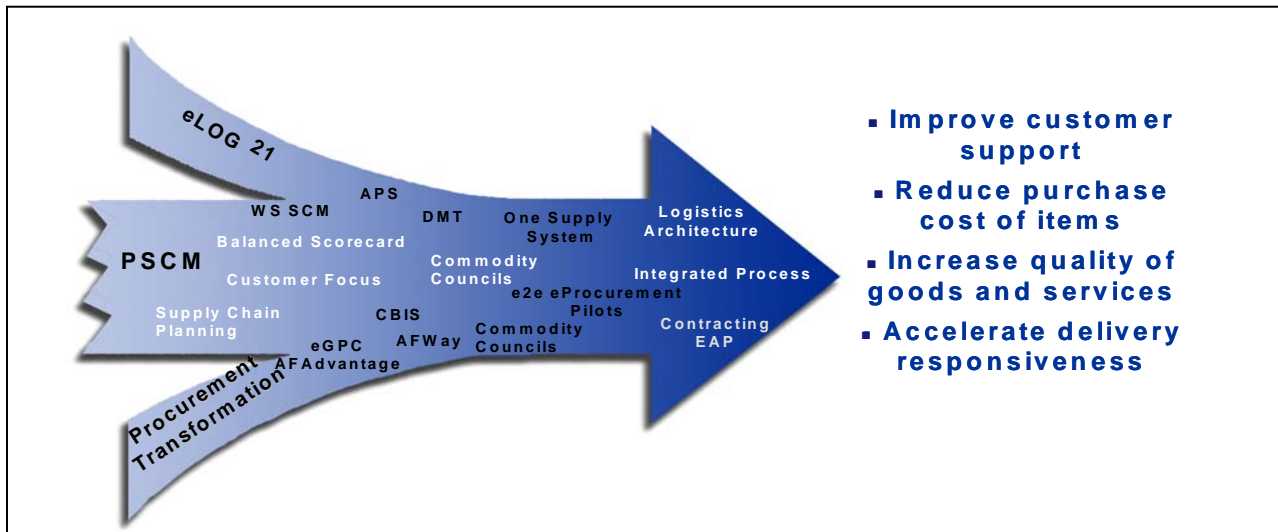 eLOG 21
APS
WS SCM
DMT
One Supply
System
Logistics
Architecture
Balanced Scorecard
PSCM
Customer Focus
Commodity
Councils
Integrated Process
e2e eProcurement
Pilots
Supply Chain
Planning
CBIS
Contracting
EAP
AFWay
Commodity
Councils
eGPC
AFAdvantage
Procurement
Transformation
▪ Improve customer
support
▪ Reduce purchase
cost of items
▪ Increase quality of
goods and services
▪ Accelerate delivery
responsiveness